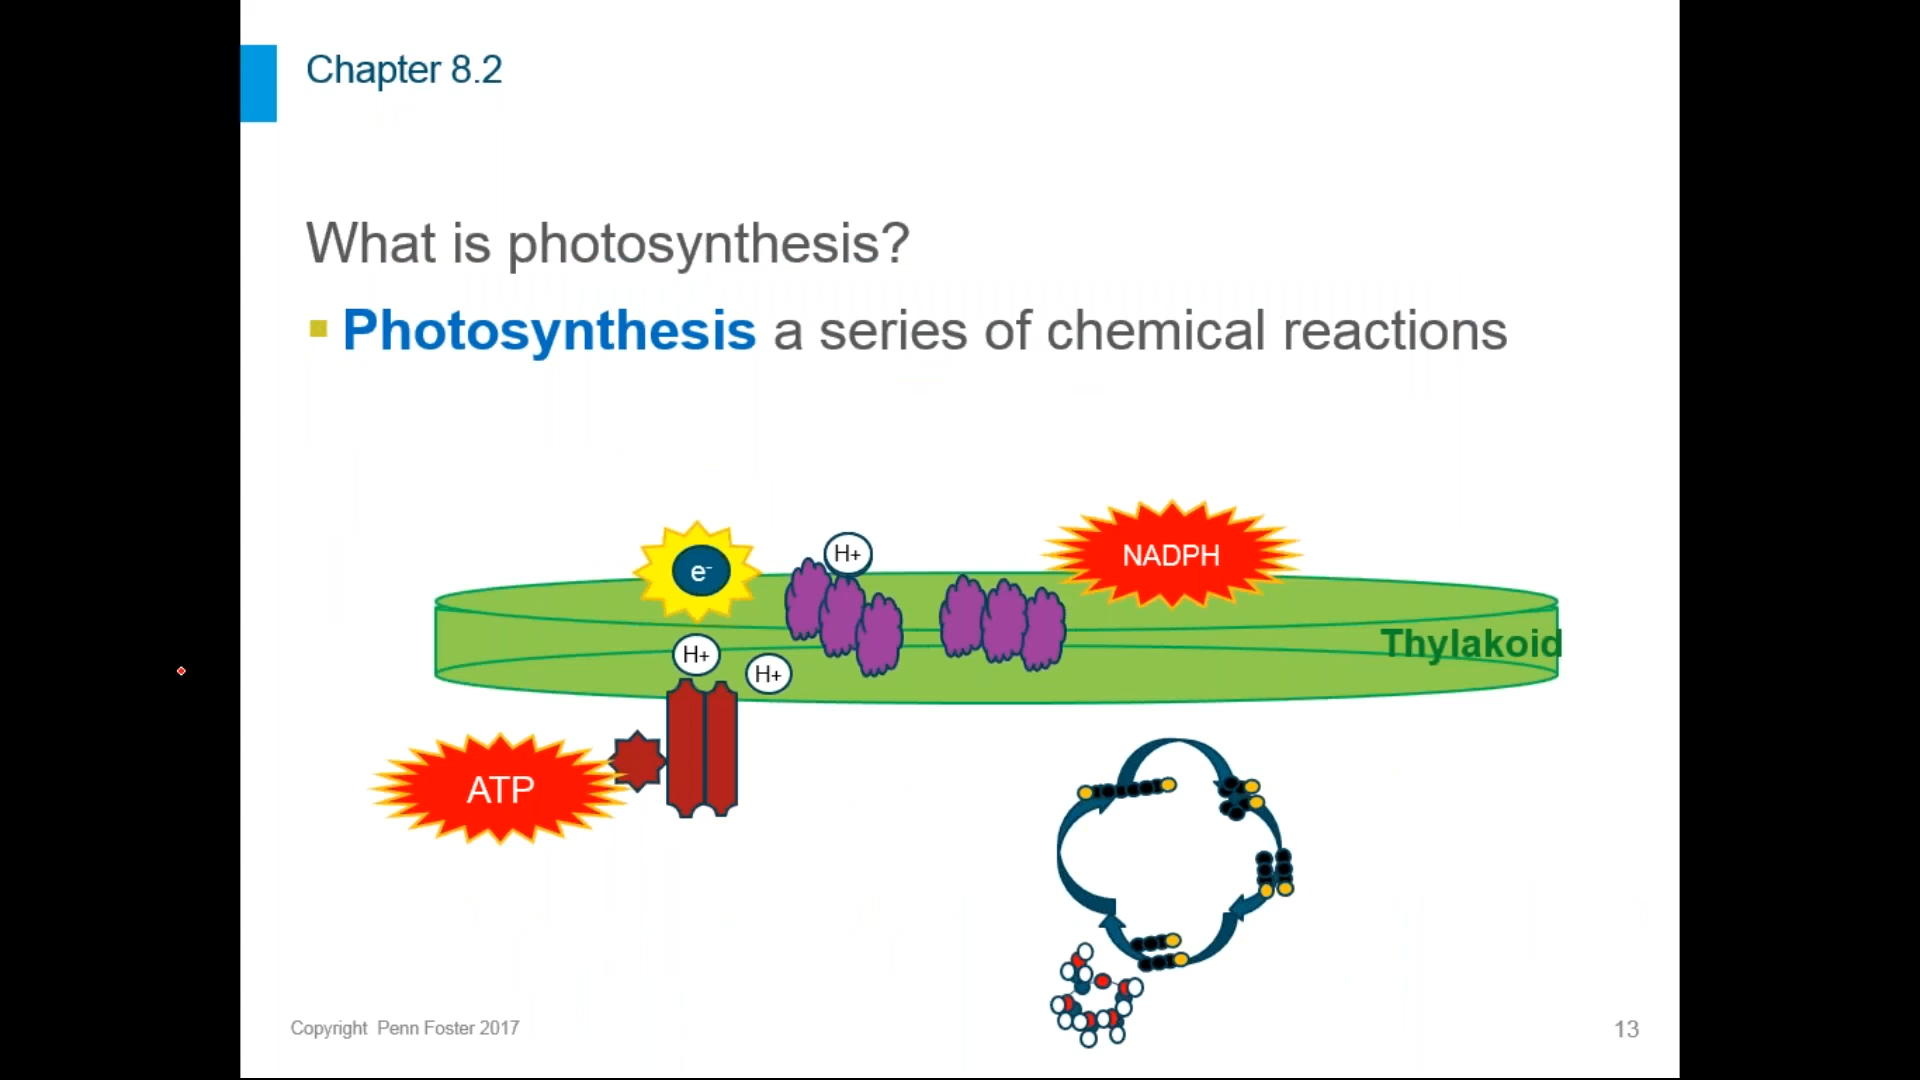 Chapter 8.2
What is photosynthesis?
Photosynthesis a series of chemical reactions
H+
NADPH
e-
Thylakoid
H+
H+
ATP
Copyright Penn Foster 2017
13